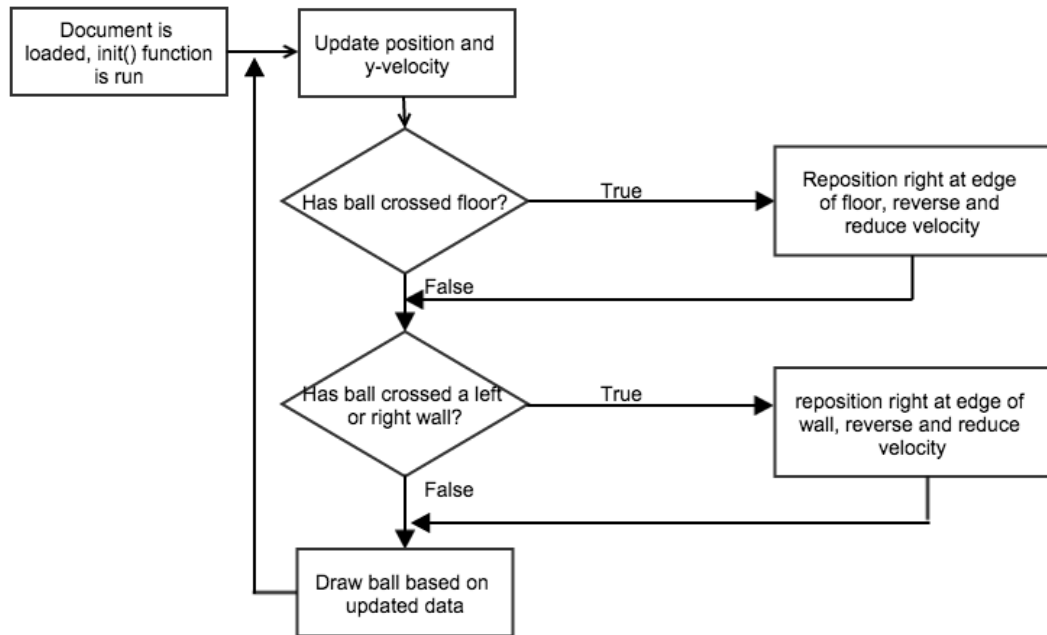 Document is
loaded, init() function
is run
Update position and
y-velocity
Has ball crossed floor?
True
Reposition right at edge
of floor, reverse and
reduce velocity
False
Has ball crossed a left
or right wall?
True
reposition right at edge of
wall, reverse and reduce
velocity
False
Draw ball based on
updated data